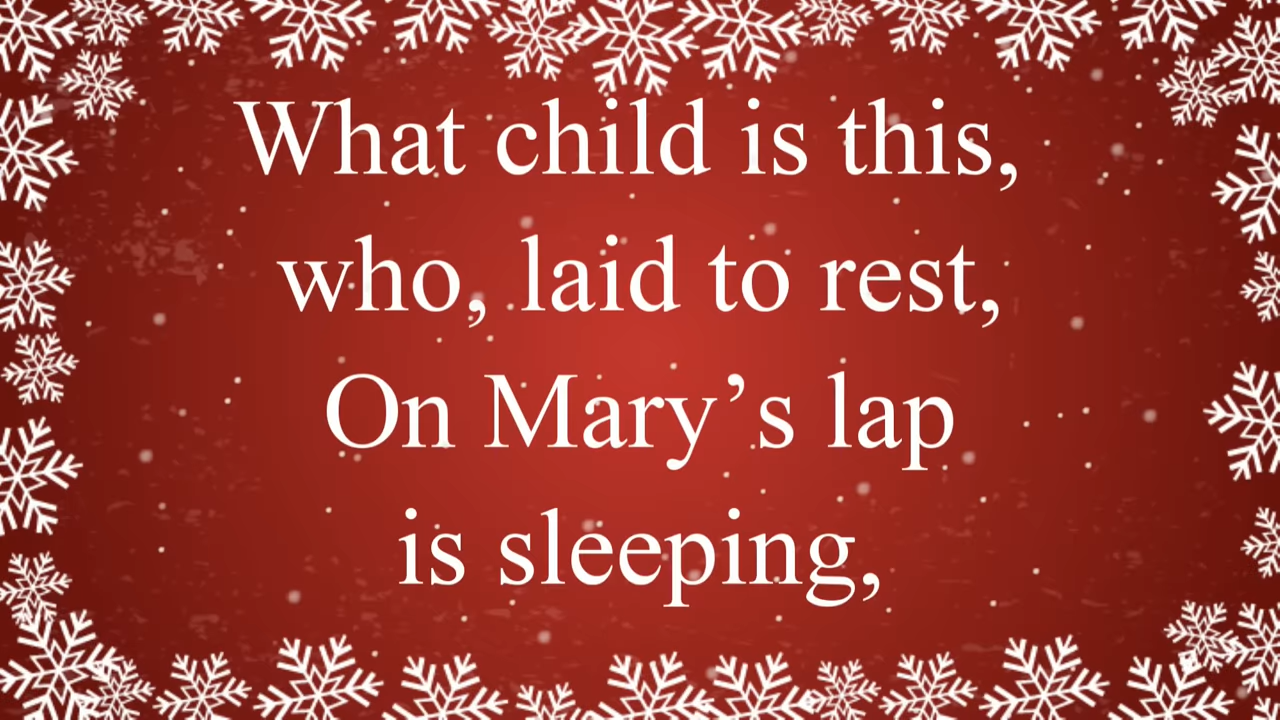 What child is this,
who, laid to rest,
On Mary’s lap
is sleeping,